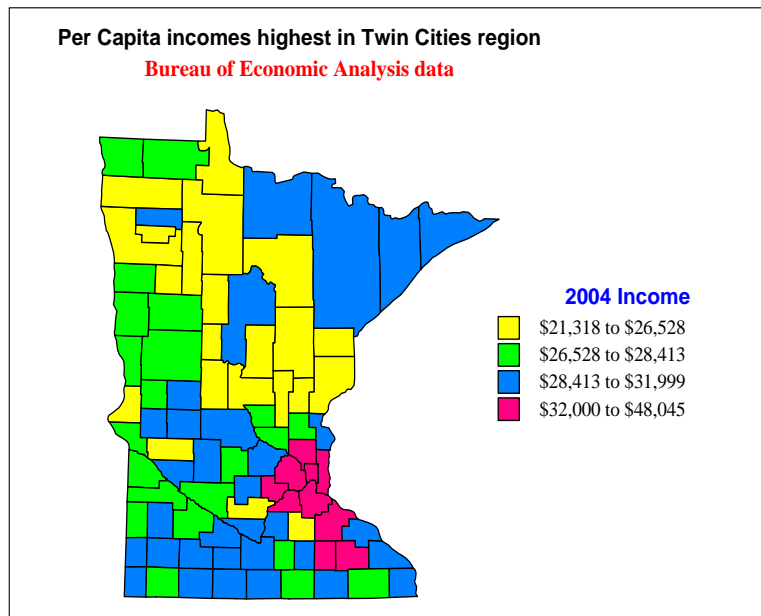 Per Capita incomes highest in Twin Cities region
Bureau of Economic Analysis data
2004 Income
$21,318 to $26,528
$26,528 to $28,413
$28,413 to $31,999
$32,000 to $48,045